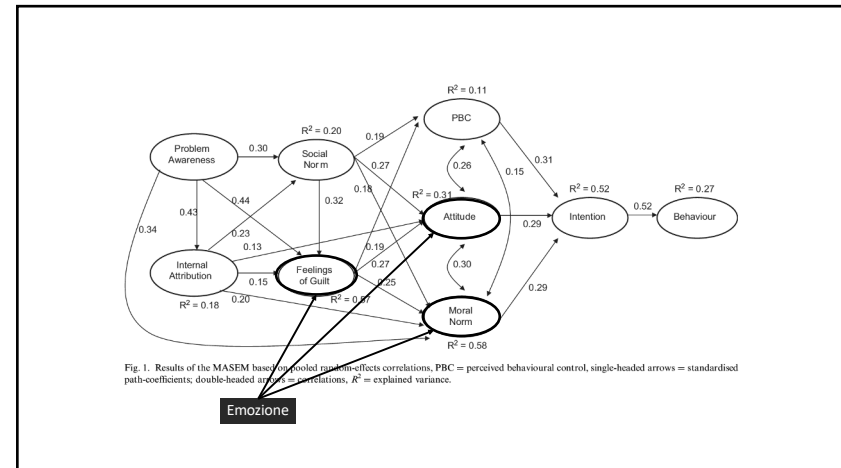 R² = 0.11
PBC
R² = 0.20
0.19
Problem
Awareness
0.30
Social
Norm
0.27
0.26
0.15
0.31
0.18
R² = 0.31
R² = 0.52
R² = 0.27
0.44
0.32
0.43
0.34
0.23
Attitude
0.29
Intention
0.52
Behaviour
0.13
0.19
Internal
Attribution
0.15
Feelings
of Guilt
0.27
0.30
0.25
0.29
R² = 0.18
0.20
Moral
Norm
R² = 0.58
Fig. 1. Results of the MASEM based on pooled random-effects correlations, PBC = perceived behavioural control, single-headed arrows = standardised
path-coefficients; double-headed arrows = correlations, R² = explained variance.
Emozione